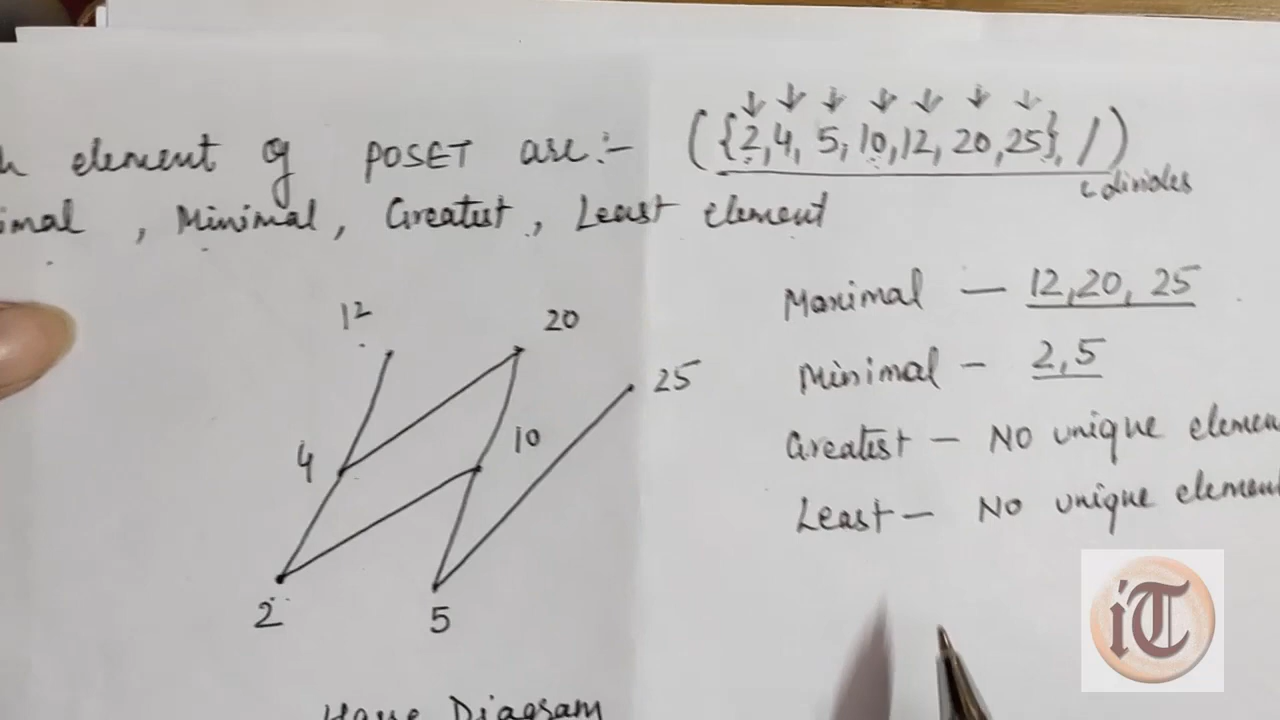 element of POSET are:- ({2,4, 5, 10,12, 20,25}, /)
divides
, Minimal, Greatest, Least element
12
20
Maximal — 12,20, 25
25
Minimal - 2,5
4
10
Greatest — NO unique
Least — NO unique element
2
5
Diagram
iT